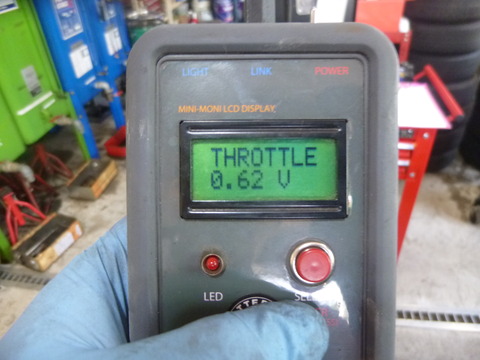 LIGHT LINK POWER
MINI-MONI LCD DISPLAY
THROTTLE
0.62 V
LED